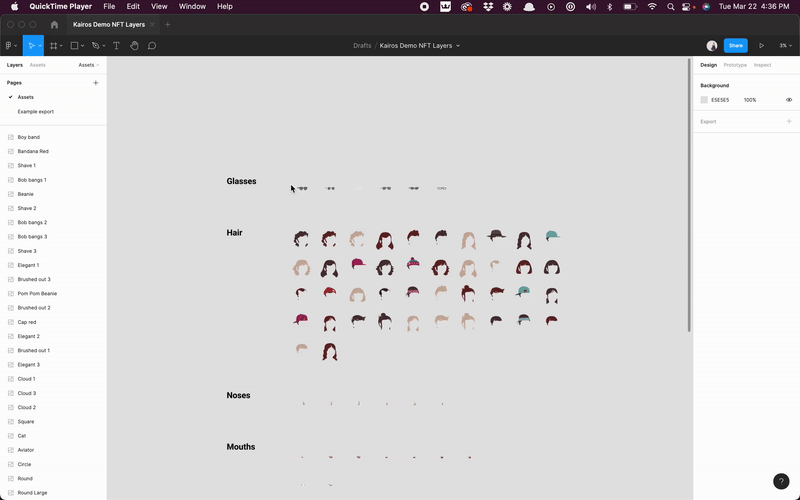 QuickTime Player File Edit View Window Help Tue Mar 22 4:36 PM
Kairos Demo NFT Layers
Drafts / Kairos Demo NFT Layers
Share
3%
Layers Assets Assets
Pages
Assets
Example export
Boy band
Bandana Red
Shave 1
Bob bangs 1
Beanie
Shave 2
Bob bangs 2
Bob bangs 3
Shave 3
Elegant 1
Brushed out 3
Pom Pom Beanie
Brushed out 2
Cap red
Elegant 2
Brushed out 1
Elegant 3
Cloud 1
Cloud 3
Cloud 2
Square
Cat
Aviator
Circle
Round
Round Large
Glasses
Hair
Noses
Mouths
Design Prototype Inspect
Background
E5E5E5 100%
Export
?